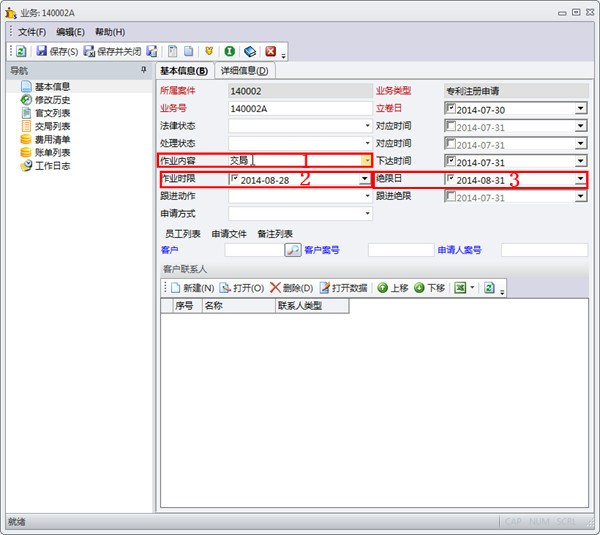 业务: 140002A
文件(F) 编辑(E) 帮助(H)
保存(S) 保存并关闭
导航
基本信息
修改历史
官文列表
交局列表
费用清单
账单列表
工作日志
基本信息(B) 详细信息(D)
所属案件 140002 业务类型 专利注册申请
业务号 140002A 立卷日 2014-07-30
法律状态 对应时间 2014-07-31
处理状态 对应时间 2014-07-31
作业内容 交局 1 下达时间 2014-07-31
作业时限 2014-08-28 2 绝限日 2014-08-31 3
跟进动作 跟进绝限 2014-07-31
申请方式
员工列表 申请文件 备注列表
客户 客户案号 申请人案号
客户联系人
新建(N) 打开(O) 删除(D) 打开数据 上移 下移
序号 名称 联系人类型
就绪 CAP NUM SCRL